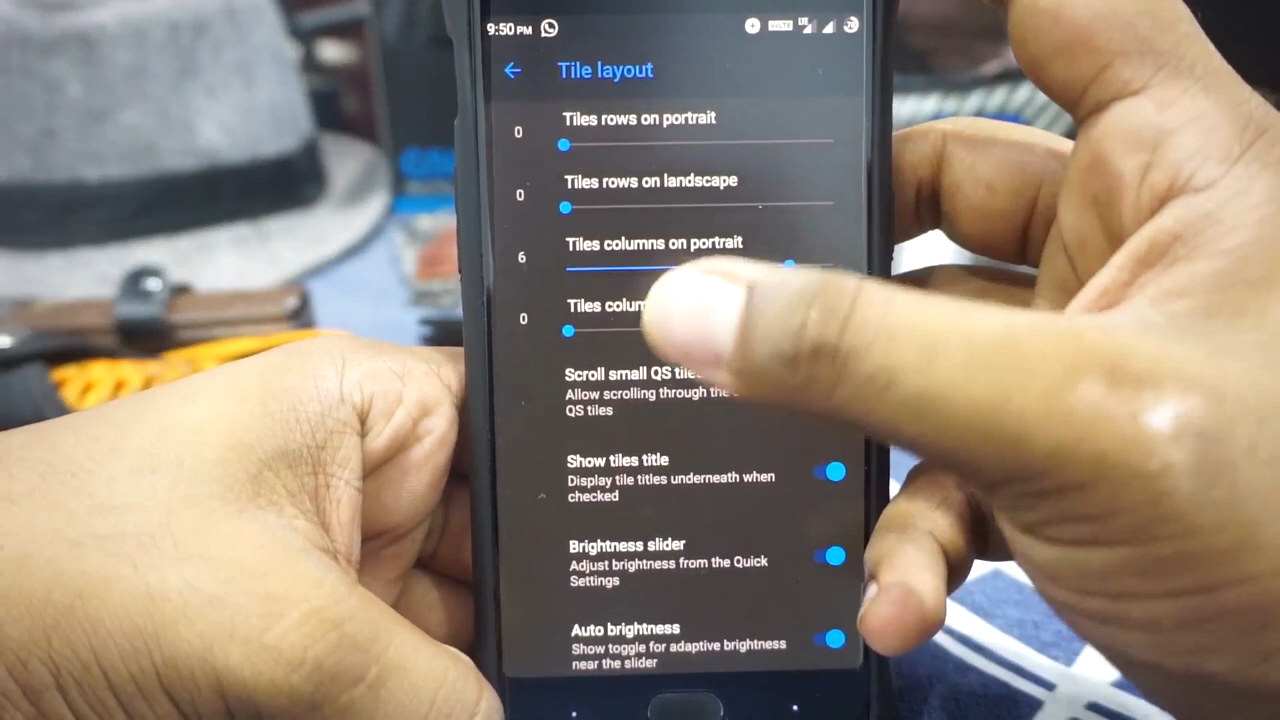 9:50 PM VoLTE LTE
Tile layout
Tiles rows on portrait
0
Tiles rows on landscape
0
Tiles columns on portrait
6
Tiles colum
0
Scroll small QS tile
Allow scrolling through the
QS tiles
Show tiles title
Display tile titles underneath when
checked
Brightness slider
Adjust brightness from the Quick
Settings
Auto brightness
Show toggle for adaptive brightness
near the slider